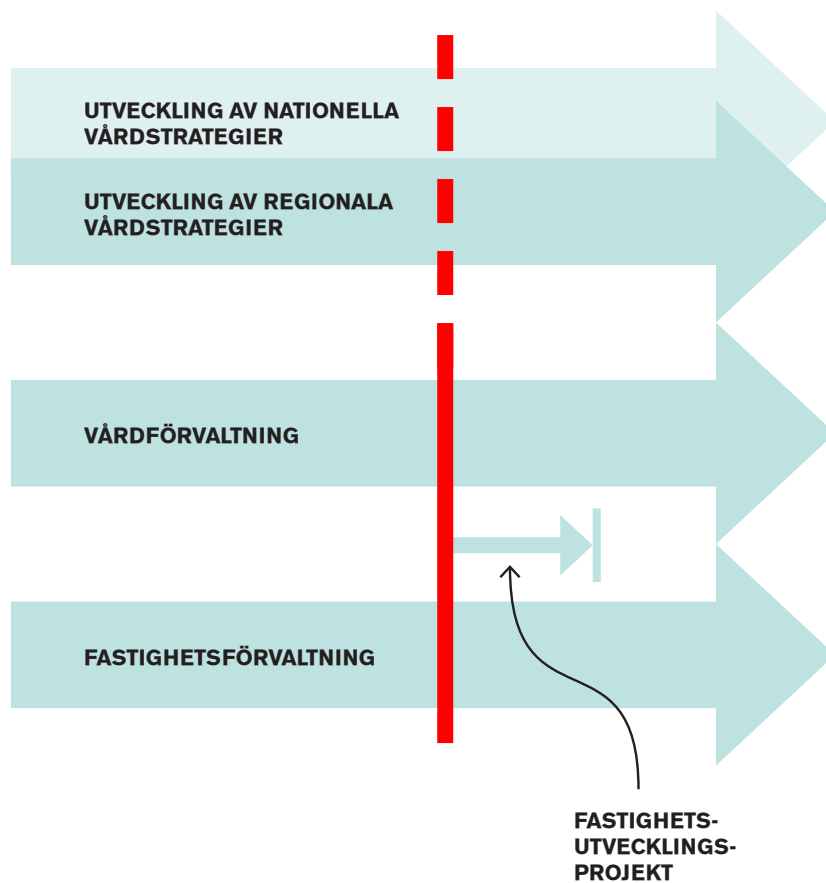 UTVECKLING AV NATIONELLA
VÅRDSTRATEGIER
UTVECKLING AV REGIONALA
VÅRDSTRATEGIER
VÅRDFÖRVALTNING
FASTIGHETSFÖRVALTNING
FASTIGHETS-
UTVECKLINGS-
PROJEKT